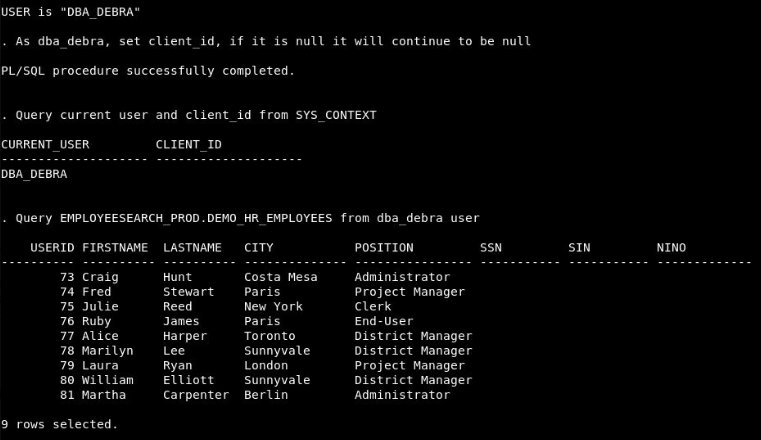 USER is "DBA_DEBRA"
. As dba_debra, set client_id, if it is null it will continue to be null
PL/SQL procedure successfully completed.
. Query current user and client_id from SYS_CONTEXT
CURRENT_USER         CLIENT_ID
-------------------- --------------------
DBA_DEBRA
. Query EMPLOYEESEARCH_PROD.DEMO_HR_EMPLOYEES from dba_debra user
    USERID FIRSTNAME  LASTNAME   CITY           POSITION         SSN         SIN         NINO
---------- ---------- ---------- -------------- ---------------- ----------- ----------- -------------
        73 Craig      Hunt       Costa Mesa     Administrator
        74 Fred       Stewart    Paris          Project Manager
        75 Julie      Reed       New York       Clerk
        76 Ruby       James      Paris          End-User
        77 Alice      Harper     Toronto        District Manager
        78 Marilyn    Lee        Sunnyvale      District Manager
        79 Laura      Ryan       London         Project Manager
        80 William    Elliott    Sunnyvale      District Manager
        81 Martha     Carpenter  Berlin         Administrator
9 rows selected.